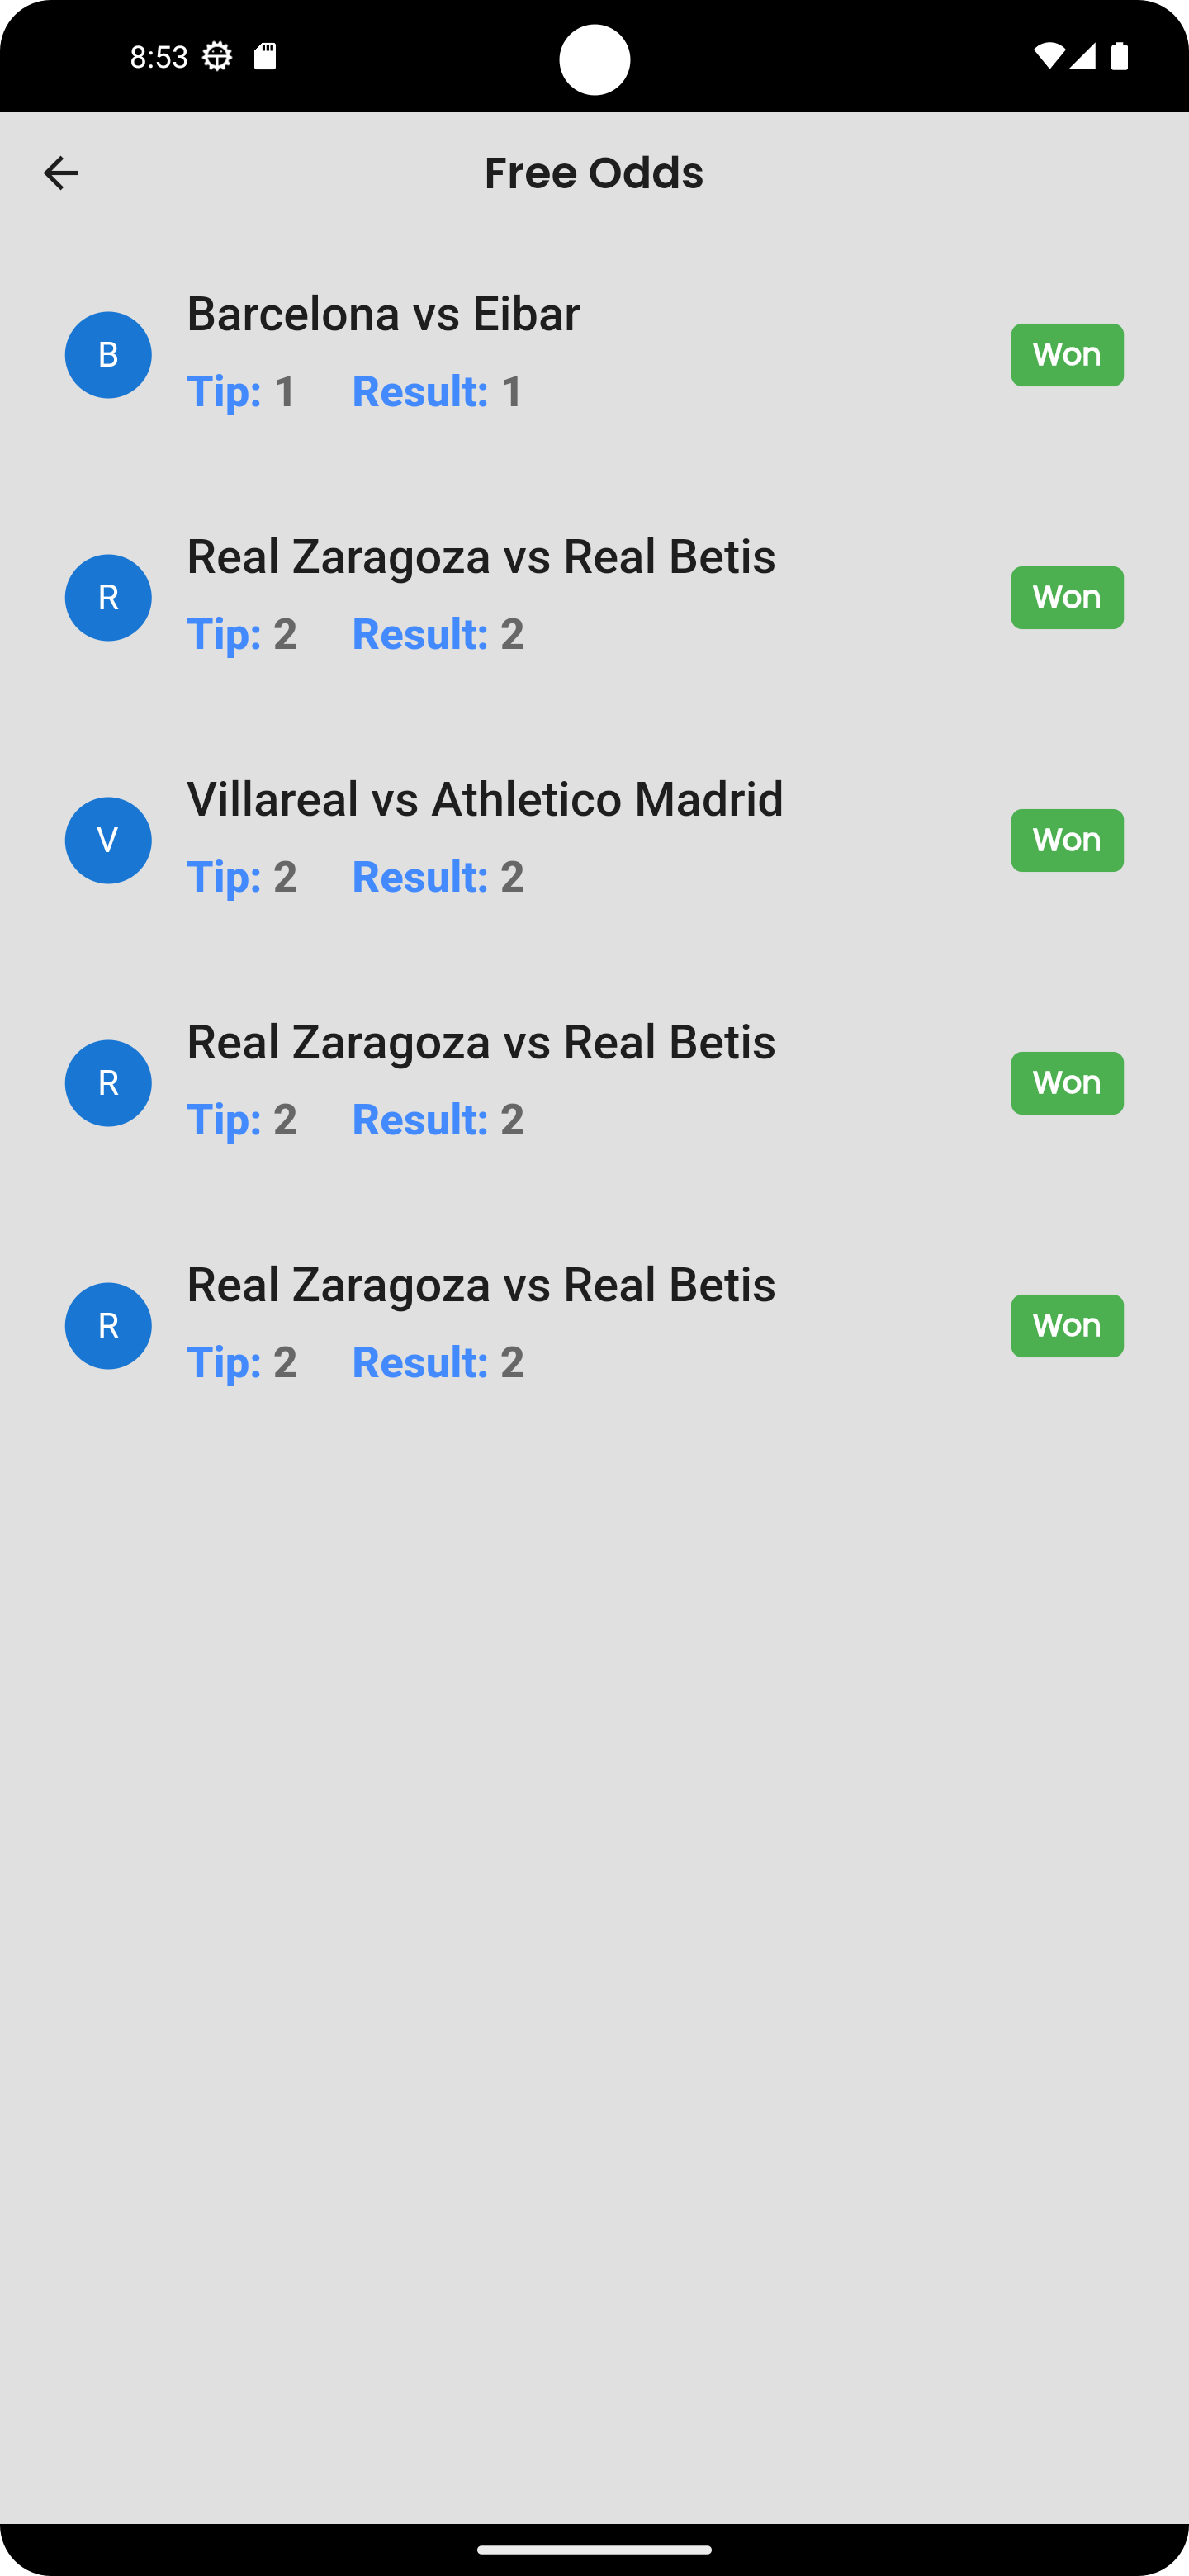 8:53
Free Odds
B
Barcelona vs Eibar
Tip: 1 Result: 1
Won
R
Real Zaragoza vs Real Betis
Tip: 2 Result: 2
Won
V
Villareal vs Athletico Madrid
Tip: 2 Result: 2
Won
R
Real Zaragoza vs Real Betis
Tip: 2 Result: 2
Won
R
Real Zaragoza vs Real Betis
Tip: 2 Result: 2
Won